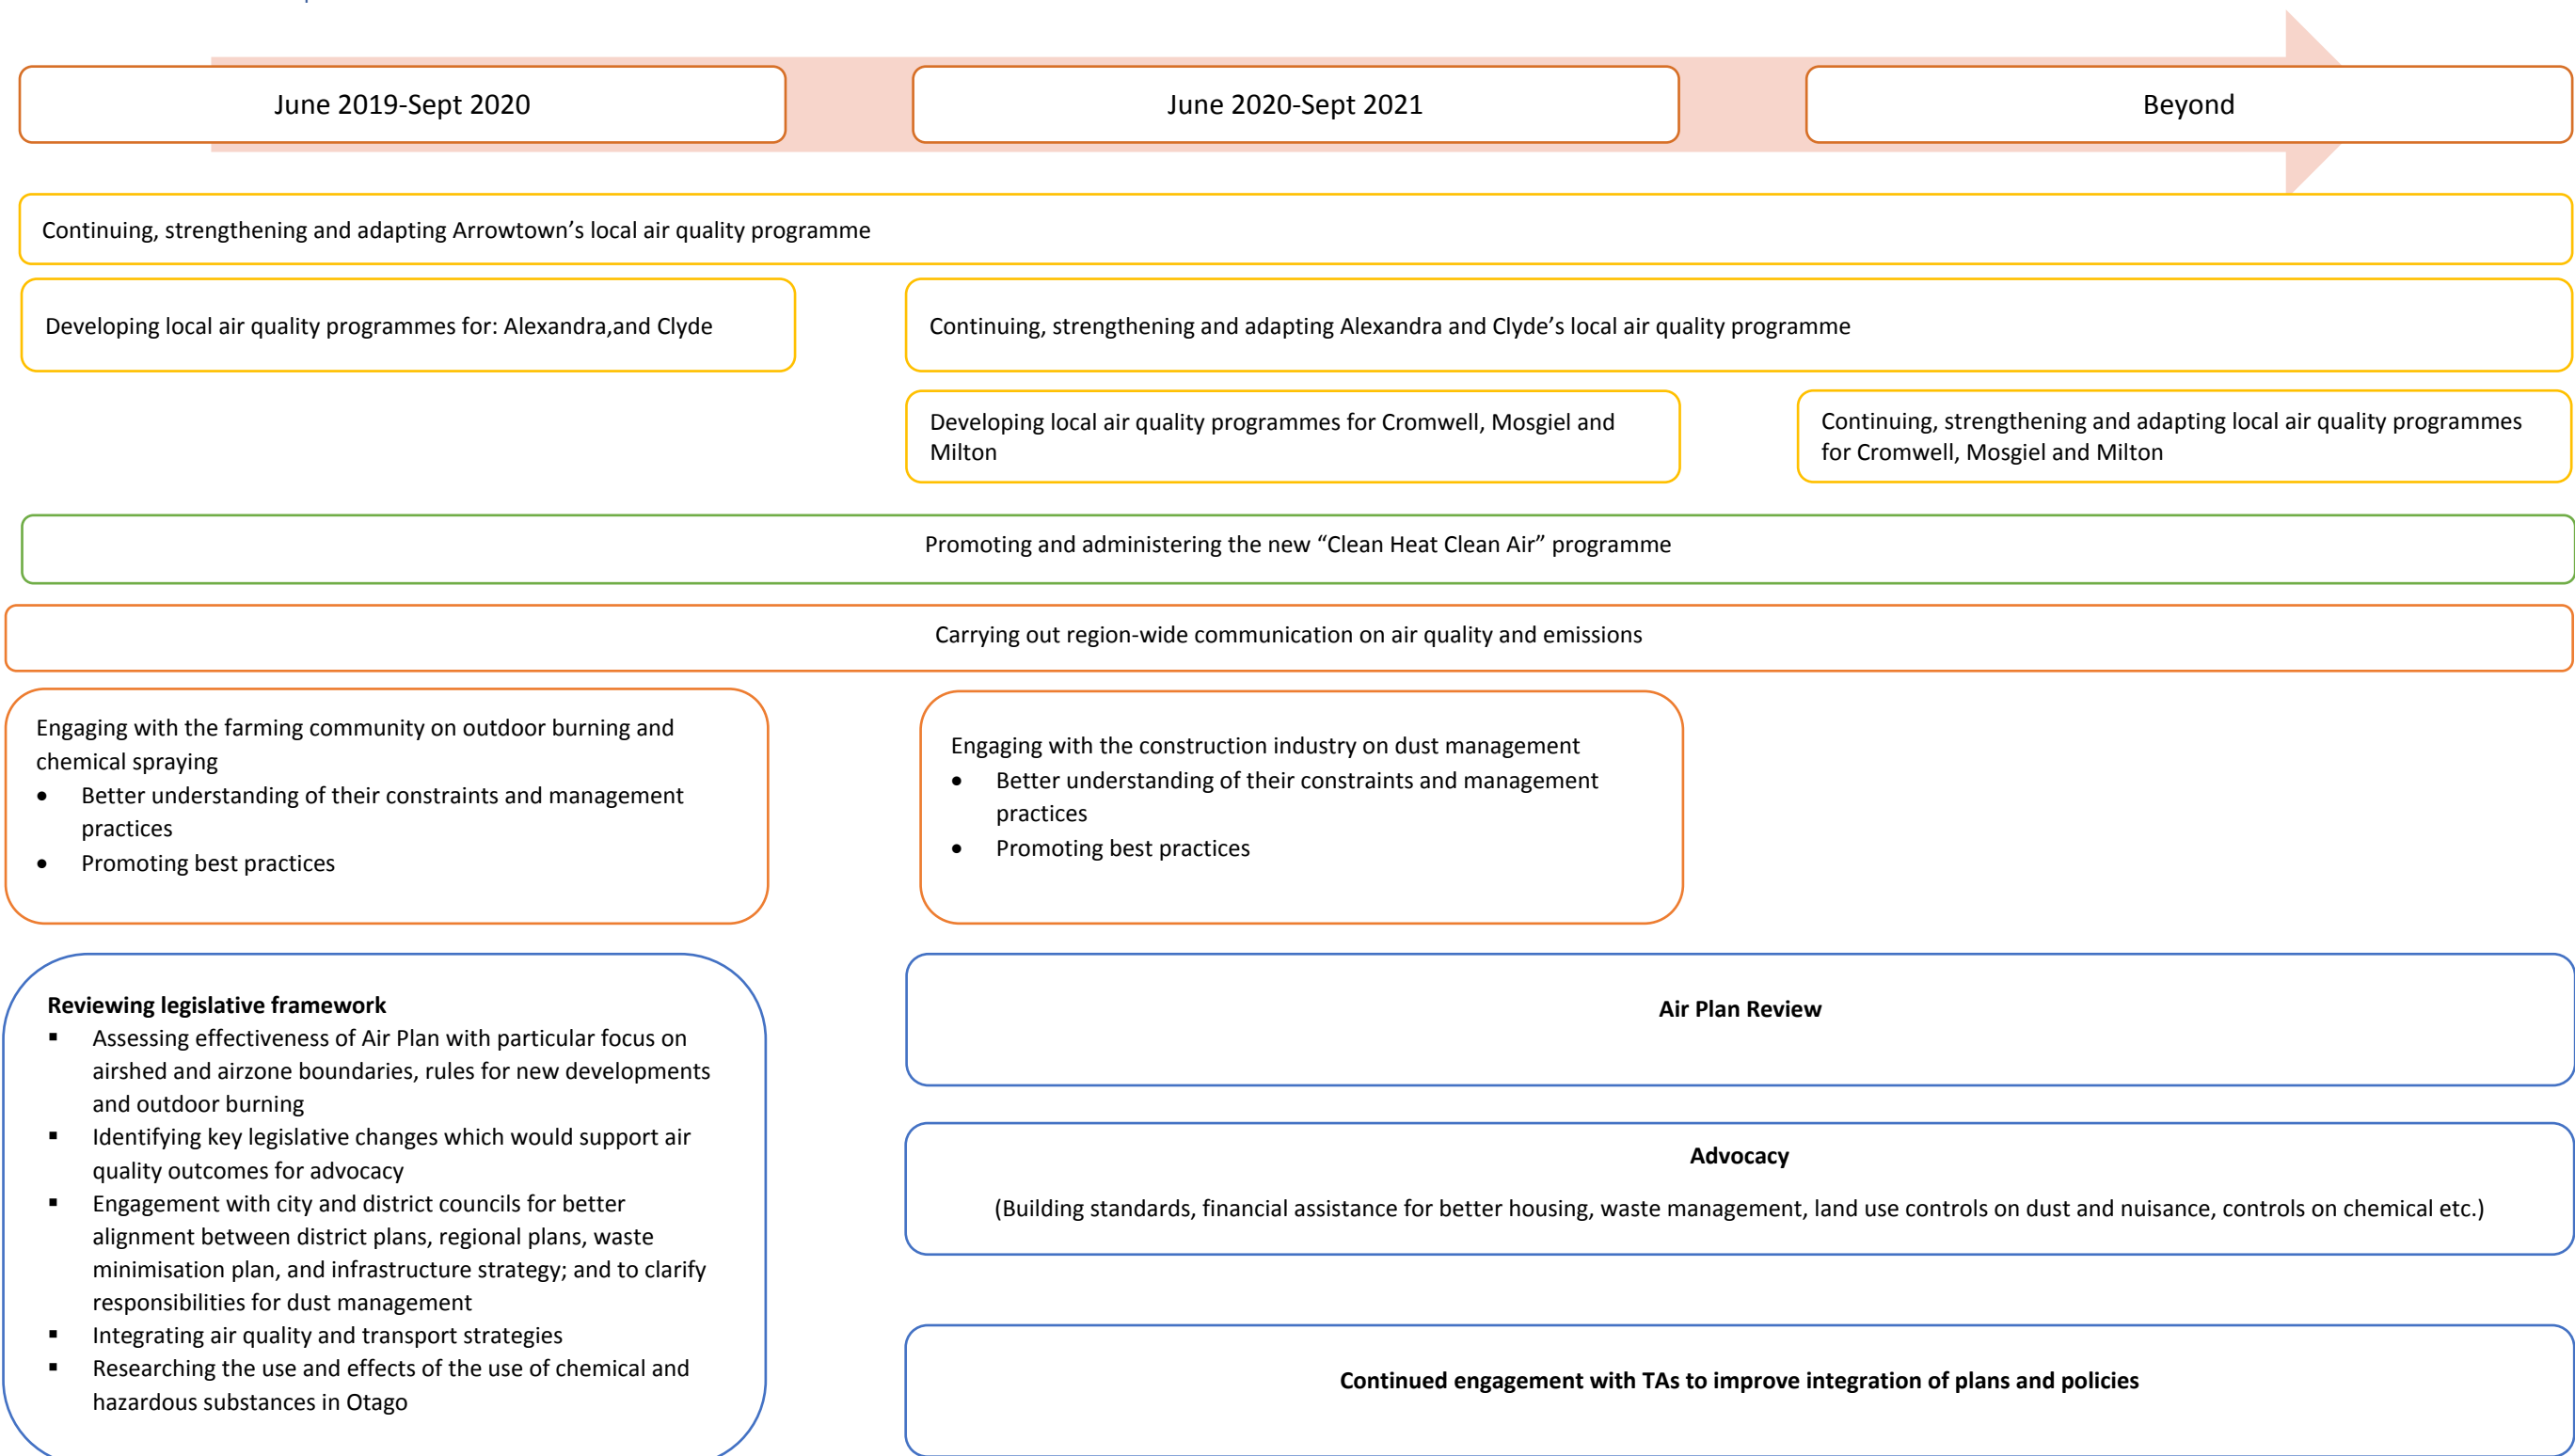 June 2019-Sept 2020
June 2020-Sept 2021
Beyond
Continuing, strengthening and adapting Arrowtown’s local air quality programme
Developing local air quality programmes for: Alexandra,and Clyde
Continuing, strengthening and adapting Alexandra and Clyde’s local air quality programme
Developing local air quality programmes for Cromwell, Mosgiel and
Milton
Continuing, strengthening and adapting local air quality programmes
for Cromwell, Mosgiel and Milton
Promoting and administering the new “Clean Heat Clean Air” programme
Carrying out region-wide communication on air quality and emissions
Engaging with the farming community on outdoor burning and
chemical spraying
• Better understanding of their constraints and management
practices
• Promoting best practices
Engaging with the construction industry on dust management
• Better understanding of their constraints and management
practices
• Promoting best practices
Reviewing legislative framework
▪ Assessing effectiveness of Air Plan with particular focus on
airshed and airzone boundaries, rules for new developments
and outdoor burning
▪ Identifying key legislative changes which would support air
quality outcomes for advocacy
▪ Engagement with city and district councils for better
alignment between district plans, regional plans, waste
minimisation plan, and infrastructure strategy; and to clarify
responsibilities for dust management
▪ Integrating air quality and transport strategies
▪ Researching the use and effects of the use of chemical and
hazardous substances in Otago
Air Plan Review
Advocacy
(Building standards, financial assistance for better housing, waste management, land use controls on dust and nuisance, controls on chemical etc.)
Continued engagement with TAs to improve integration of plans and policies